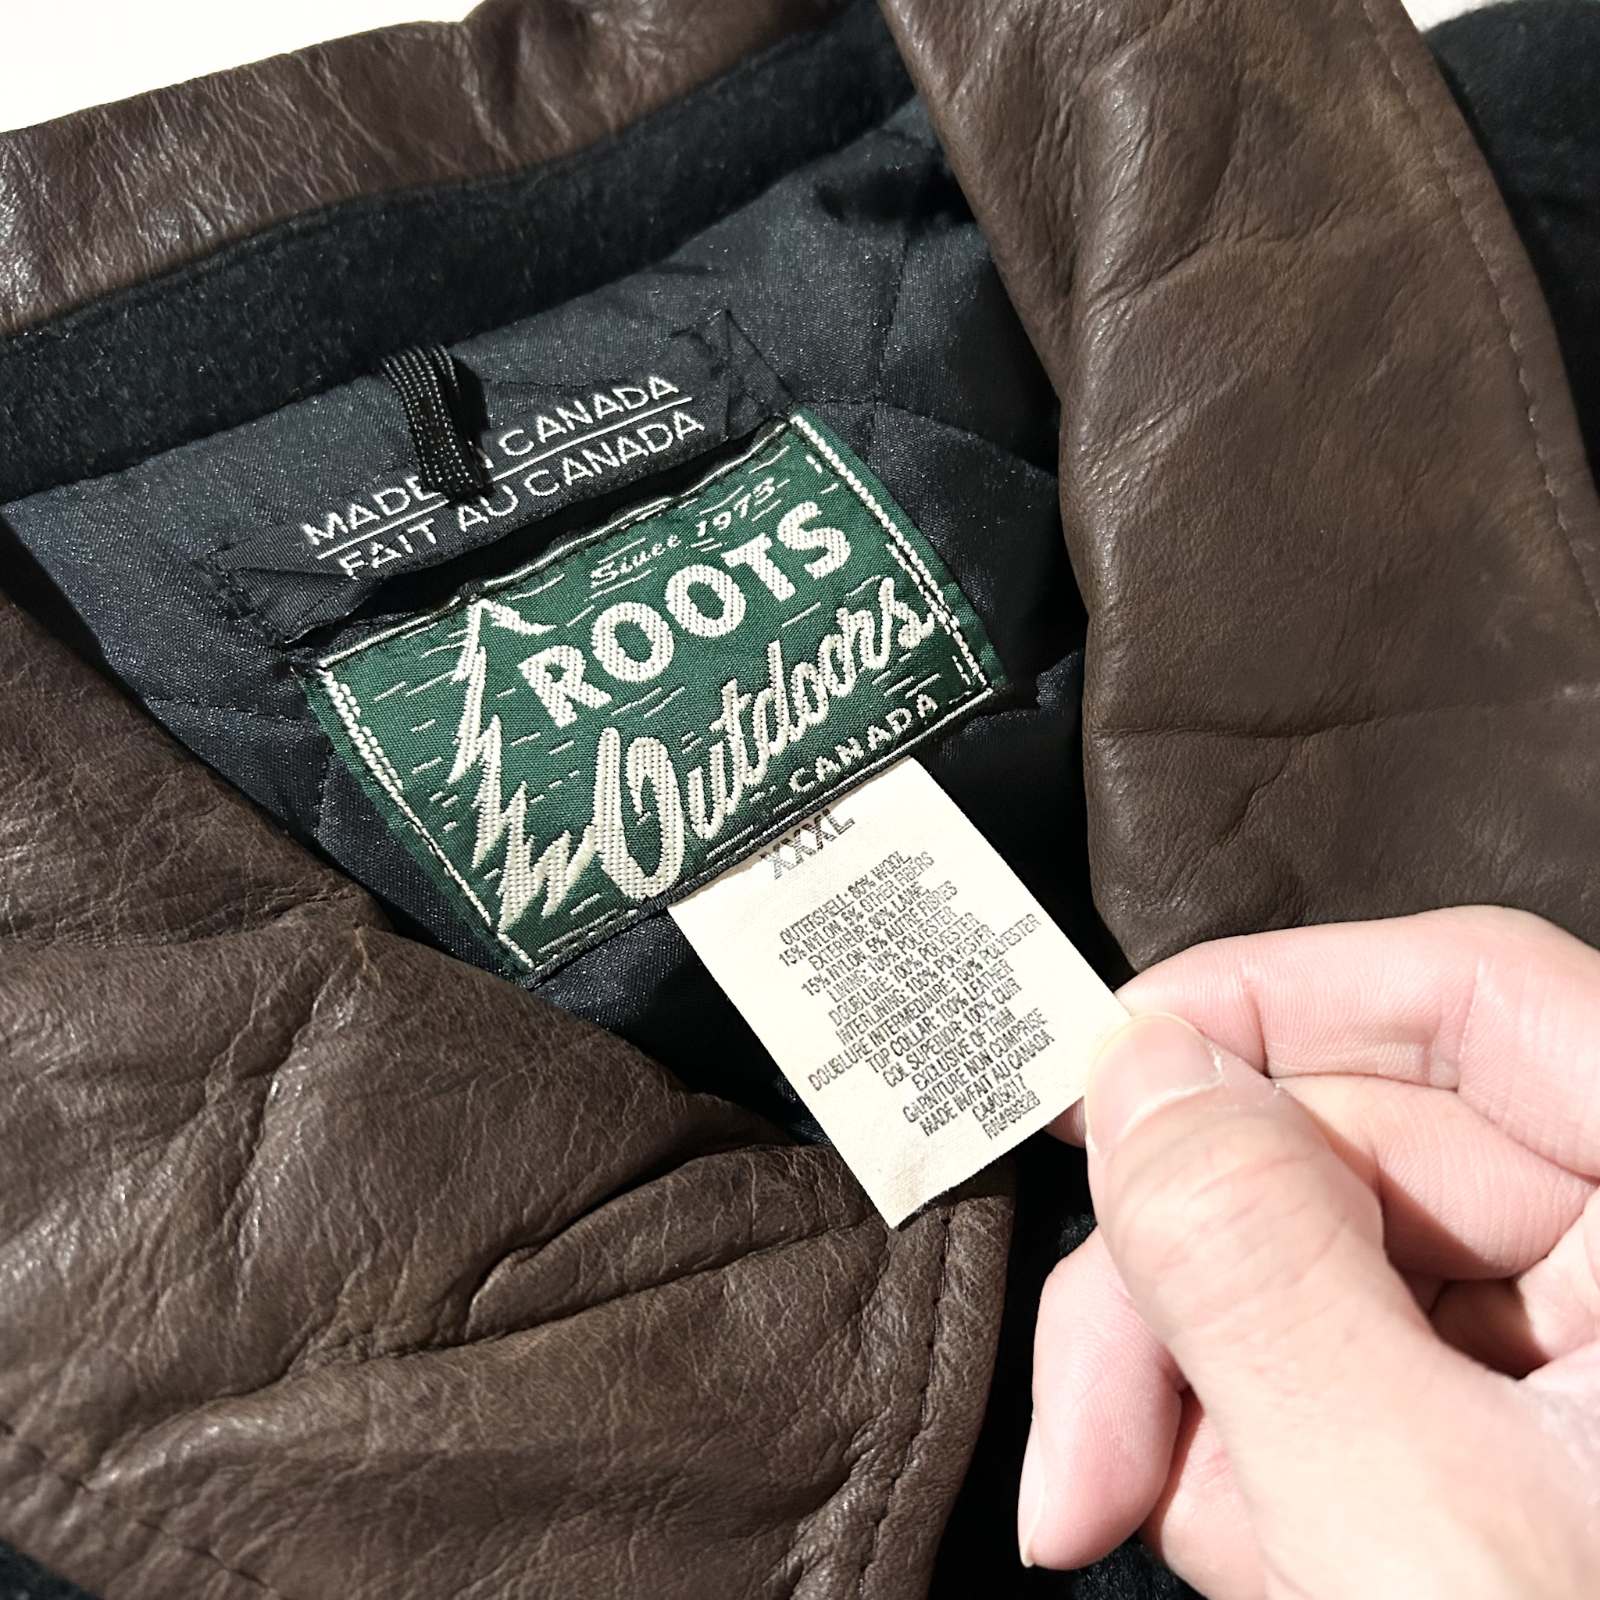 MADE IN CANADA
FAIT AU CANADA
Since 1973
ROOTS
Outdoors
CANADA
XXXL
OUTERSHELL: 80% WOOL
15% NYLON, 5% OTHER FIBERS
EXTERIEUR: 80% LAINE
15% NYLON, 5% AUTRE FIBRES
LINING: 100% POLYESTER
DOUBLURE: 100% POLYESTER
INTERLINING: 100% POLYESTER
DOUBLURE INTERMEDIAIRE: 100% POLYESTER
TOP COLLAR: 100% LEATHER
COL SUPERIOR: 100% CUIR
EXCLUSIVE OF TRIM
GARNITURE NON COMPRISE
MADE IN/FAIT AU CANADA
CA05917